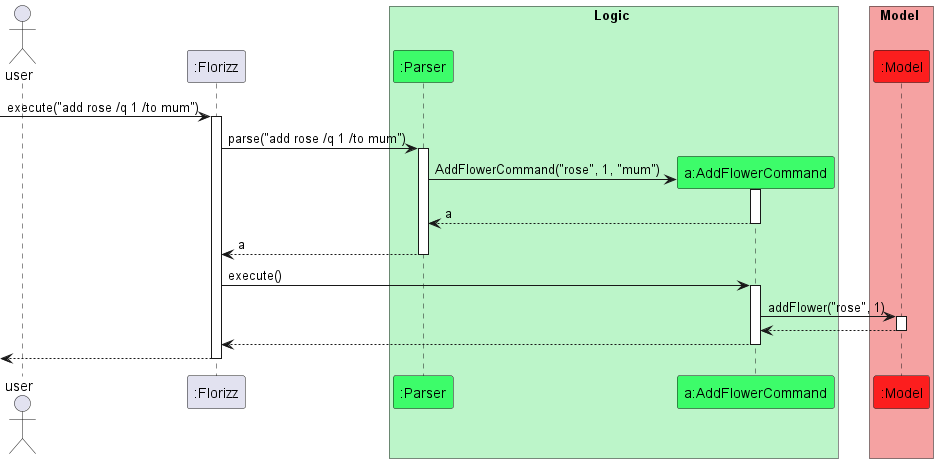 Logic
Model
user
:Florizz
:Parser
:Model
execute("add rose /q 1 /to mum")
parse("add rose /q 1 /to mum")
AddFlowerCommand("rose", 1, "mum")
a:AddFlowerCommand
a
a
execute()
addFlower("rose", 1)
user
:Florizz
:Parser
a:AddFlowerCommand
:Model